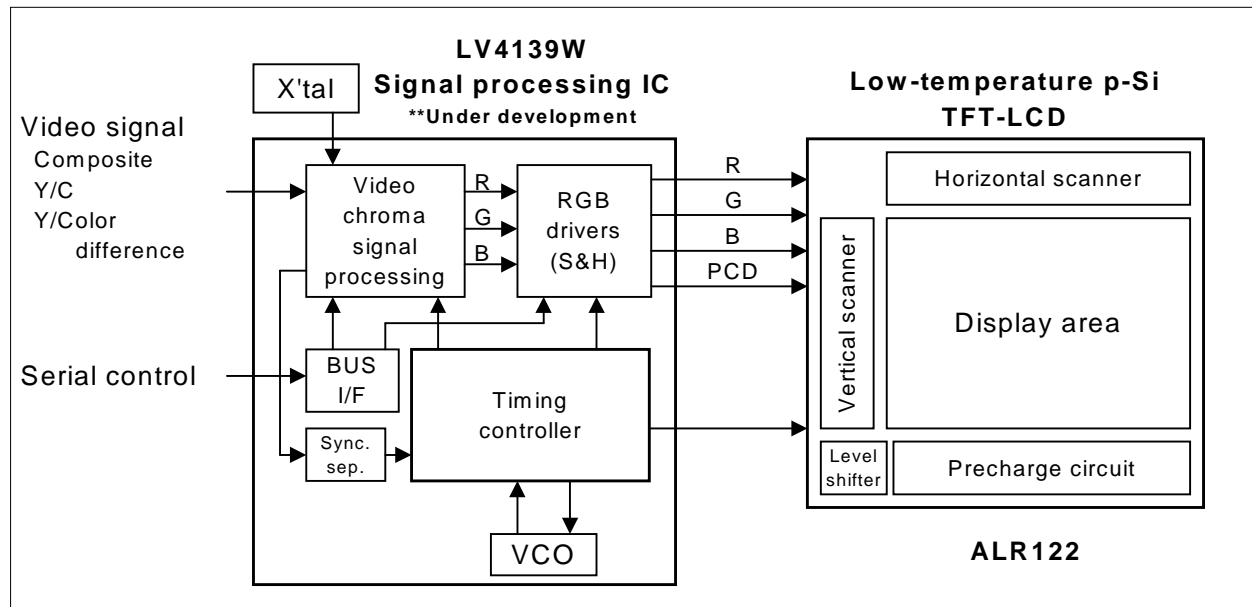 LV4139W
Signal processing IC
**Under development
X'tal
Low-temperature p-Si
TFT-LCD
Video signal
Composite
Y/C
Y/Color
difference
Video
chroma
signal
processing
R
G
B
RGB
drivers
(S&H)
R
G
B
PCD
Horizontal scanner
Vertical scanner
Display area
Serial control
BUS
I/F
Timing
controller
Sync.
sep.
Level
shifter
Precharge circuit
VCO
ALR122